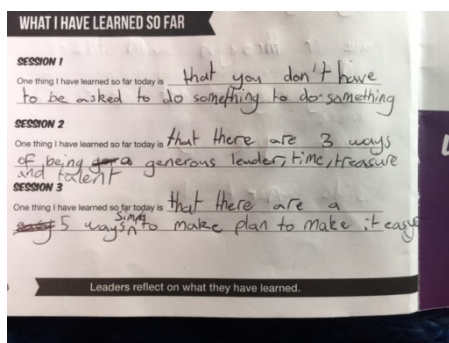 WHAT I HAVE LEARNED SO FAR
SESSION 1
One thing I have learned so far today is that you don't have
to be asked to do something to do something
SESSION 2
One thing I have learned so far today is that there are 3 ways
of being generous leader, time, treasure
and talent
SESSION 3
One thing I have learned so far today is that there are a
5 ways to make plan to make it easy
Leaders reflect on what they have learned.